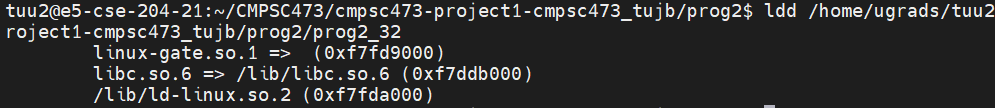 tuu2@e5-cse-204-21:~/CMPSC473/cmpsc473-project1-cmpsc473_tujb/prog2$ ldd /home/ugrads/tuu2
roject1-cmpsc473_tujb/prog2/prog2_32
linux-gate.so.1 =>  (0xf7fd9000)
libc.so.6 => /lib/libc.so.6 (0xf7ddb000)
/lib/ld-linux.so.2 (0xf7fda000)